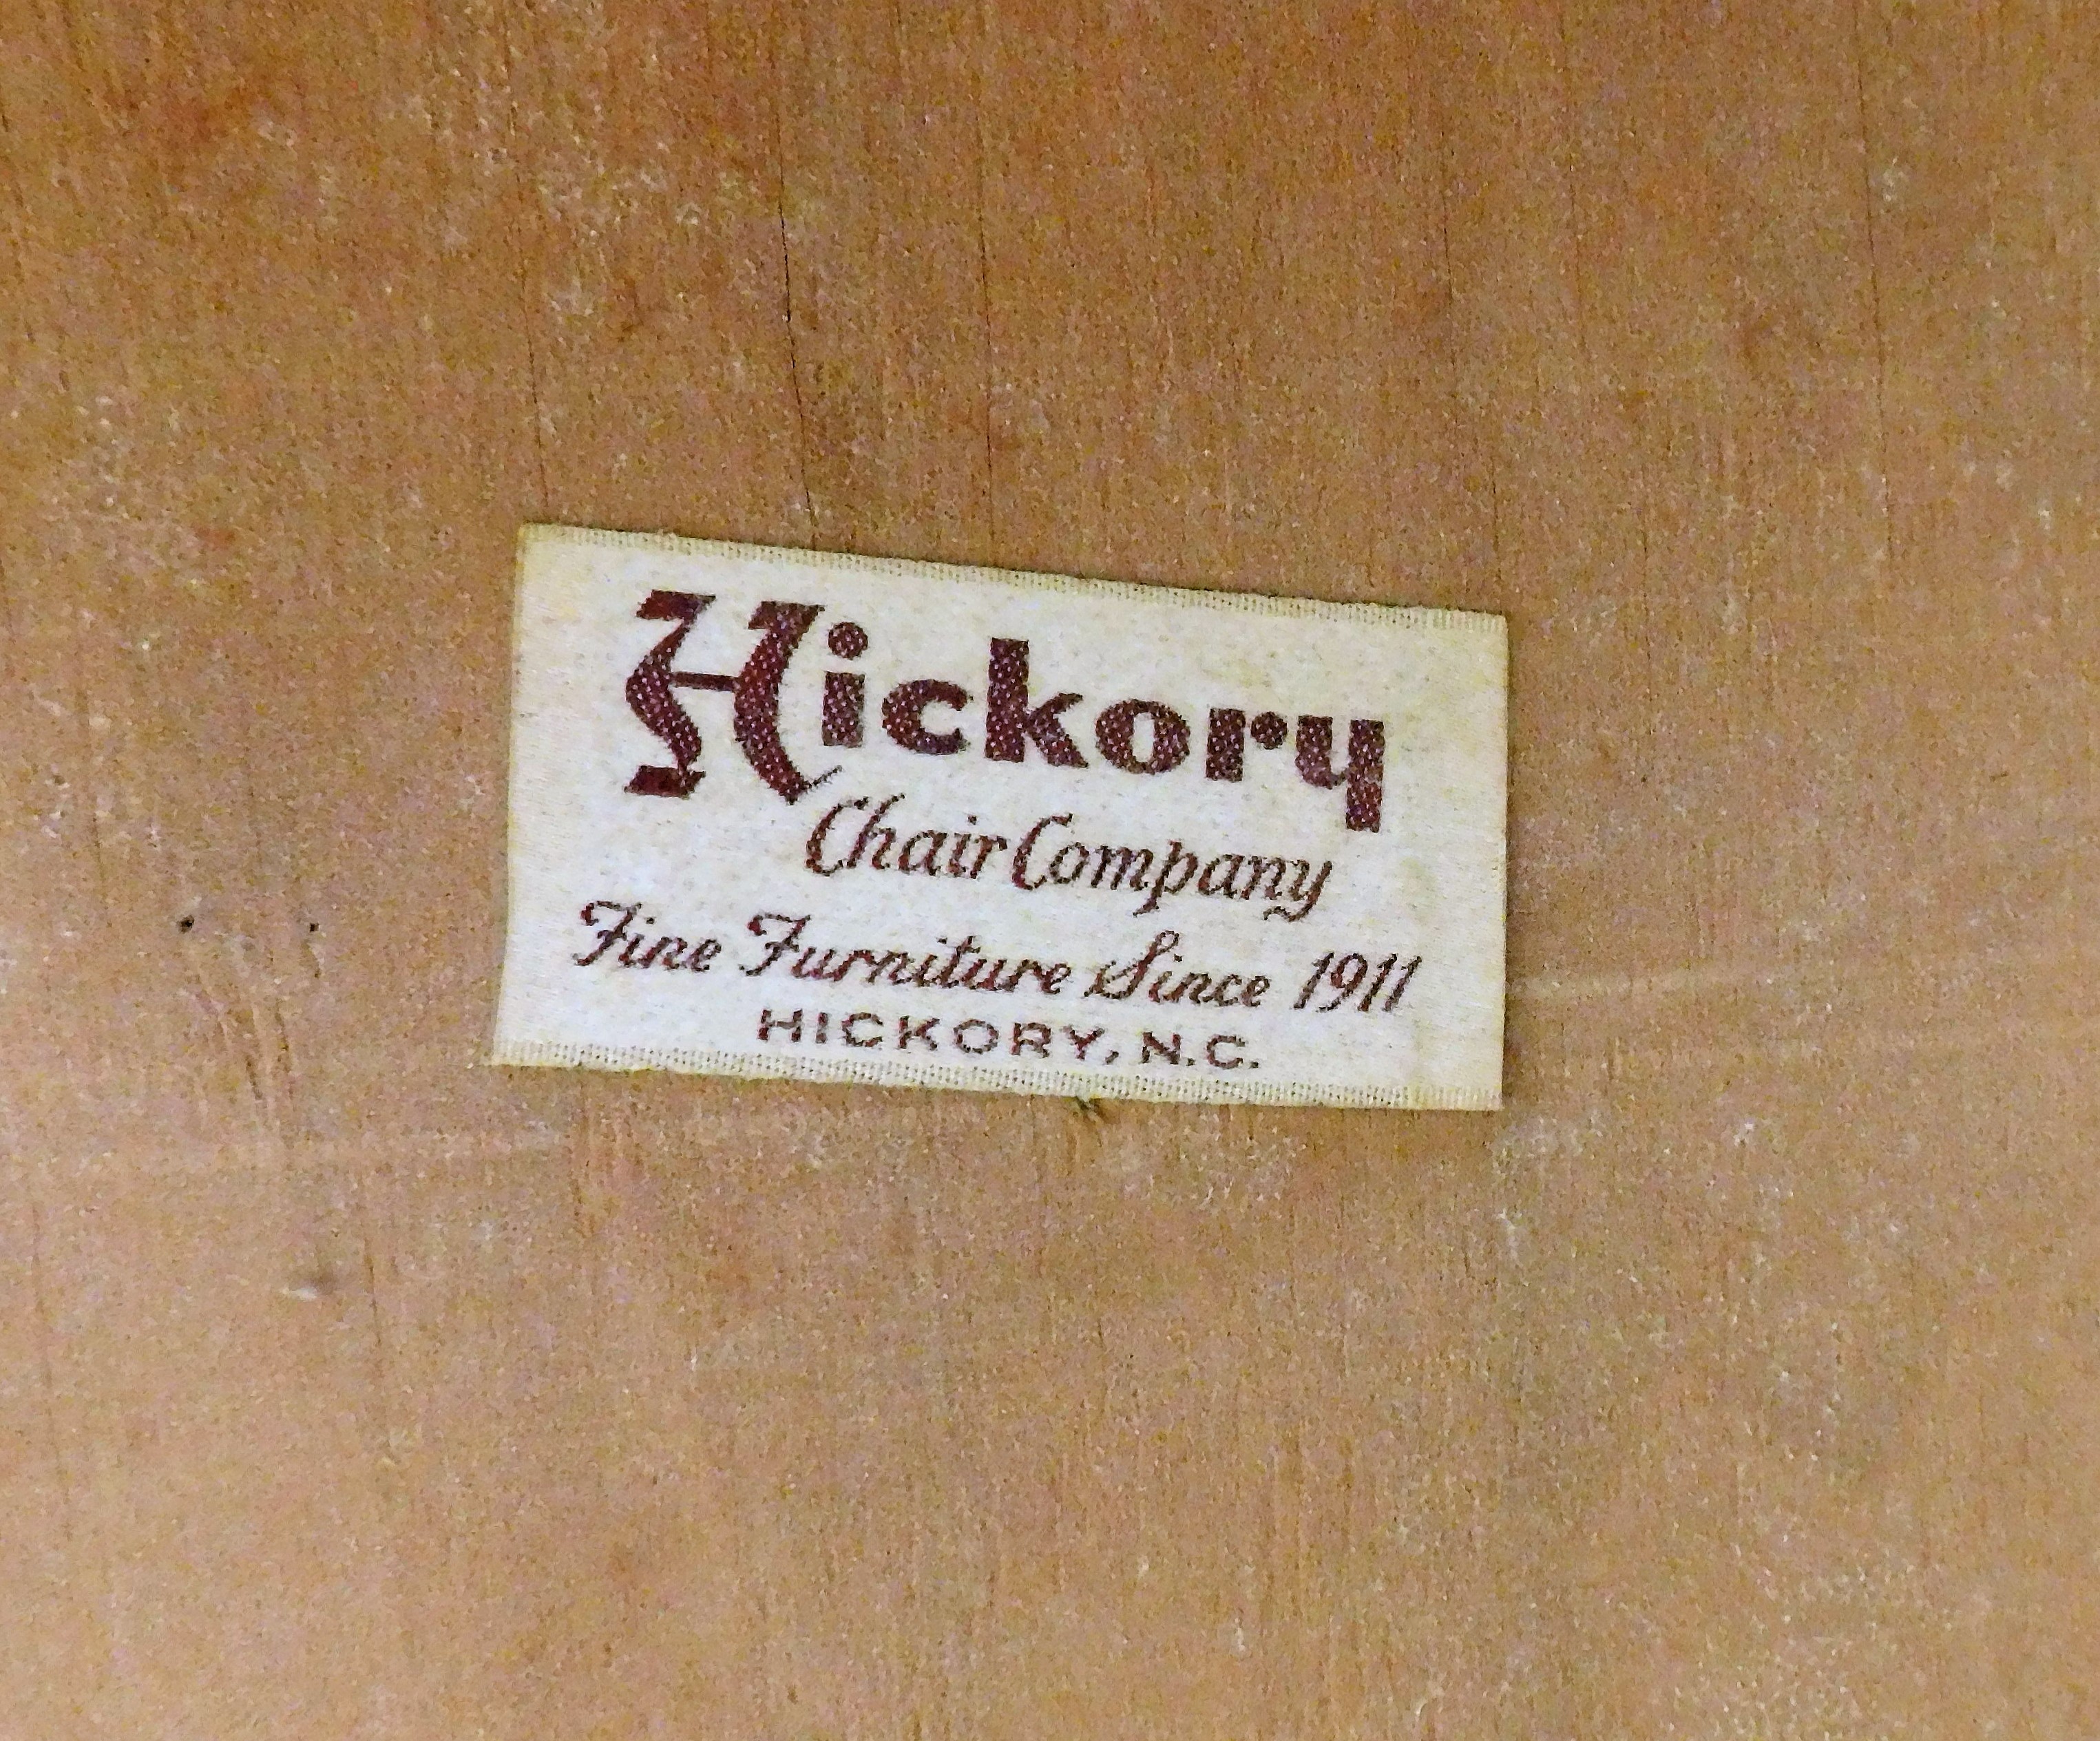 Hickory
Chair Company
Fine Furniture Since 1911
HICKORY, N.C.